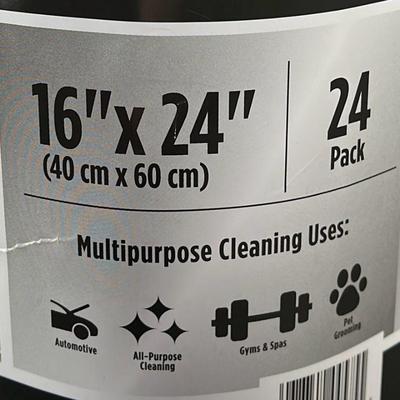 16"x 24"
(40 cm x 60 cm)
24
Pack
Multipurpose Cleaning Uses:
Automotive
All-Purpose
Cleaning
Gyms & Spas
Pet
Grooming